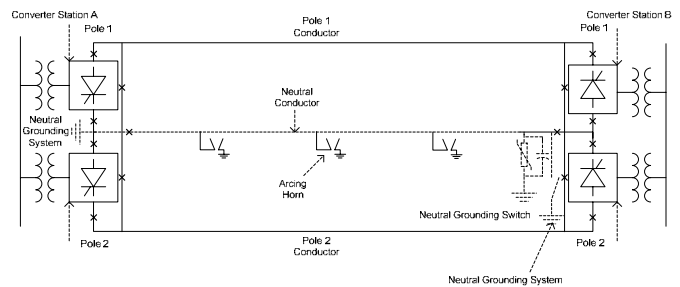 Converter Station A
Pole 1
Pole 1
Conductor
Converter Station B
Pole 1
Neutral
Conductor
Neutral
Grounding
System
Arcing
Horn
Neutral Grounding Switch
Pole 2
Pole 2
Conductor
Pole 2
Neutral Grounding System